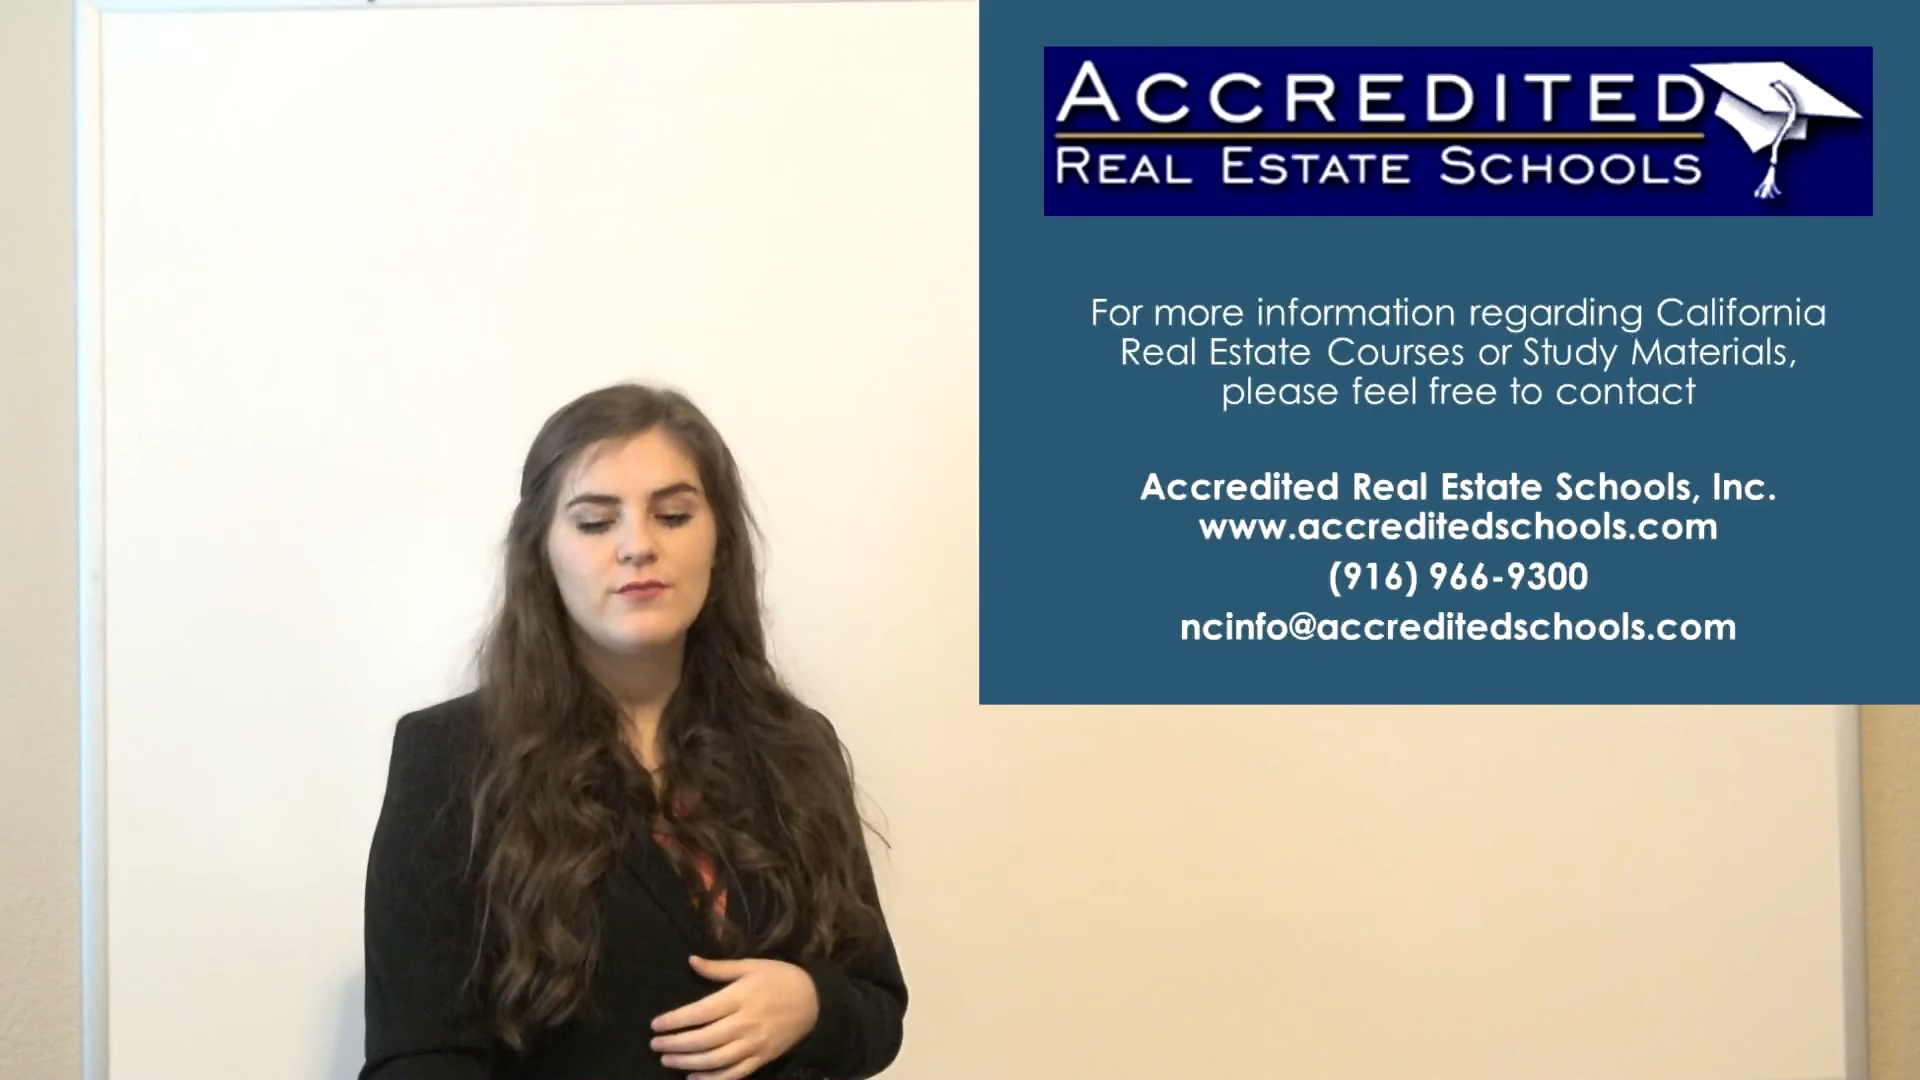 ACCREDITED
REAL ESTATE SCHOOLS
For more information regarding California
Real Estate Courses or Study Materials,
please feel free to contact
Accredited Real Estate Schools, Inc.
www.accreditedschools.com
(916) 966-9300
ncinfo@accreditedschools.com